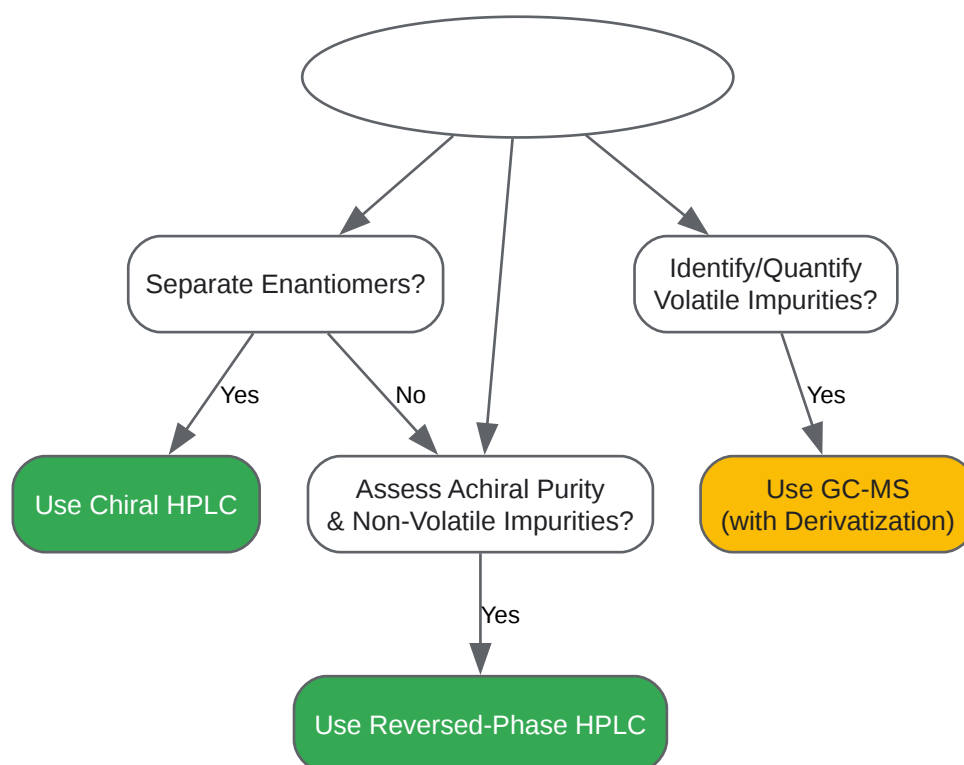 Separate Enantiomers?
Identify/Quantify
Volatile Impurities?
Yes
No
Yes
Use Chiral HPLC
Assess Achiral Purity
& Non-Volatile Impurities?
Use GC-MS
(with Derivatization)
Yes
Use Reversed-Phase HPLC